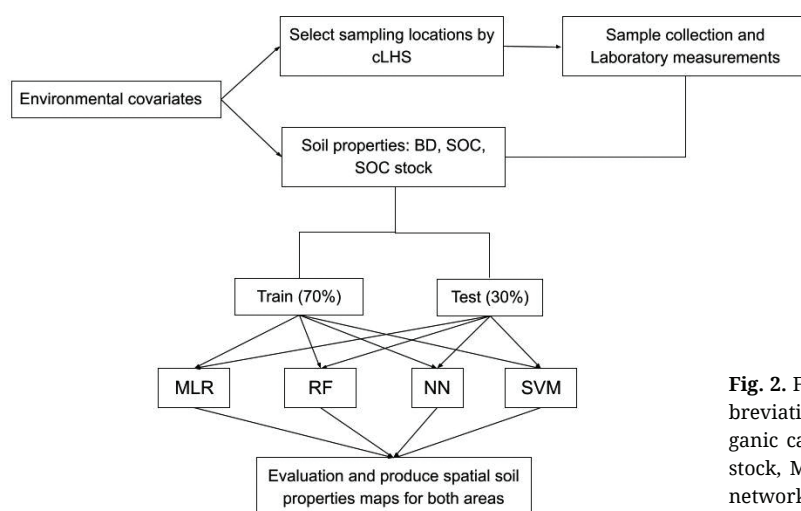 Select sampling locations by
cLHS
Sample collection and
Laboratory measurements
Environmental covariates
Soil properties: BD, SOC,
SOC stock
Train (70%)
Test (30%)
MLR
RF
NN
SVM
Evaluation and produce spatial soil
properties maps for both areas
Fig. 2. F
breviati
ganic ca
stock, M
network